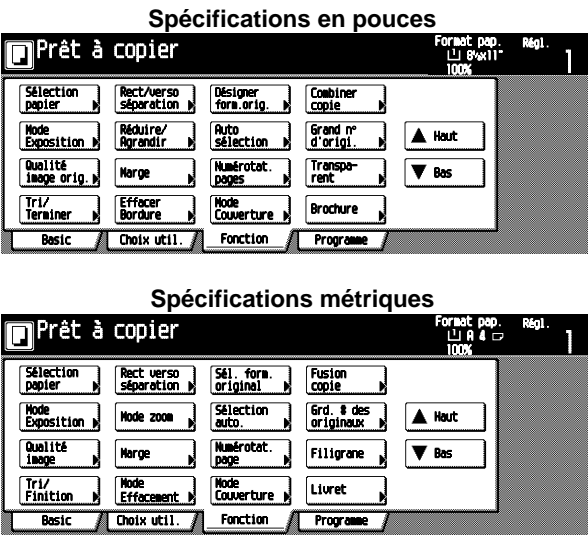 Spécifications en pouces
Prêt à copier
Format pap.
Régl.
8½x11"
100%
1
Sélection papier
Rect/verso séparation
Désigner form.orig.
Combiner copie
Mode Exposition
Réduire/ Agrandir
Auto sélection
Grand nº d'origi.
Haut
Qualité image orig.
Marge
Numérotat. pages
Transpa- rent
Bas
Tri/ Terminer
Effacer Bordure
Mode Couverture
Brochure
Basic
Choix util.
Fonction
Programme
Spécifications métriques
Prêt à copier
Format pap.
Régl.
A 4
100%
1
Sélection papier
Rect verso séparation
Sél. form. original
Fusion copie
Mode Exposition
Mode zoom
Sélection auto.
Grd. # des originaux
Haut
Qualité image
Marge
Numérotat. page
Filigrane
Bas
Tri/ Finition
Mode Effacement
Mode Couverture
Livret
Basic
Choix util.
Fonction
Programme